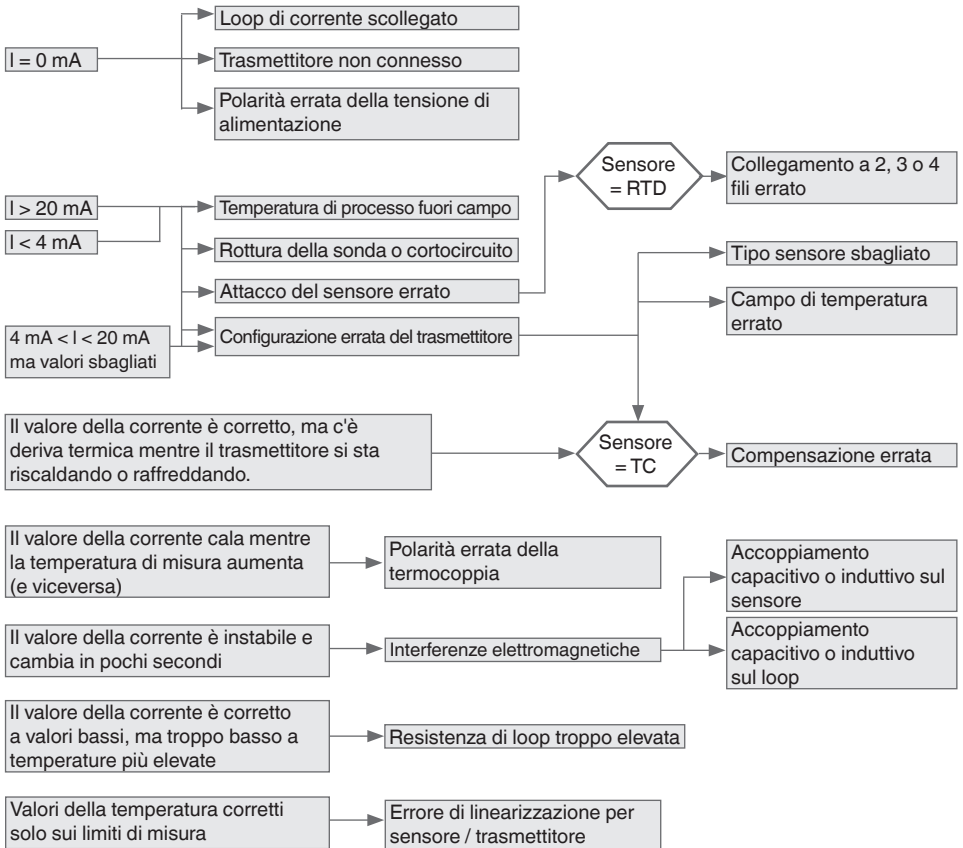 I = 0 mA
Loop di corrente scollegato
Trasmettitore non connesso
Polarità errata della tensione di
alimentazione
I > 20 mA
I < 4 mA
4 mA < I < 20 mA
ma valori sbagliati
Temperatura di processo fuori campo
Rottura della sonda o cortocircuito
Attacco del sensore errato
Configurazione errata del trasmettitore
Sensore
= RTD
Collegamento a 2, 3 o 4
fili errato
Tipo sensore sbagliato
Campo di temperatura
errato
Il valore della corrente è corretto, ma c'è
deriva termica mentre il trasmettitore si sta
riscaldando o raffreddando.
Sensore
= TC
Compensazione errata
Il valore della corrente cala mentre
la temperatura di misura aumenta
(e viceversa)
Polarità errata della
termocoppia
Il valore della corrente è instabile e
cambia in pochi secondi
Interferenze elettromagnetiche
Accoppiamento
capacitivo o induttivo sul
sensore
Accoppiamento
capacitivo o induttivo
sul loop
Il valore della corrente è corretto
a valori bassi, ma troppo basso a
temperature più elevate
Resistenza di loop troppo elevata
Valori della temperatura corretti
solo sui limiti di misura
Errore di linearizzazione per
sensore / trasmettitore